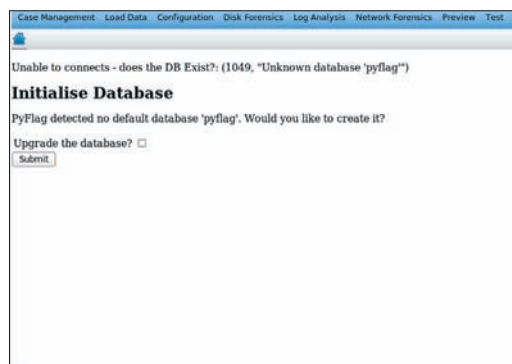 Case Management Load Data Configuration Disk Forensics Log Analysis Network Forensics Preview Test
Unable to connects - does the DB Exist?: (1049, "Unknown database 'pyflag'")
Initialise Database
PyFlag detected no default database 'pyflag'. Would you like to create it?
Upgrade the database?
Submit